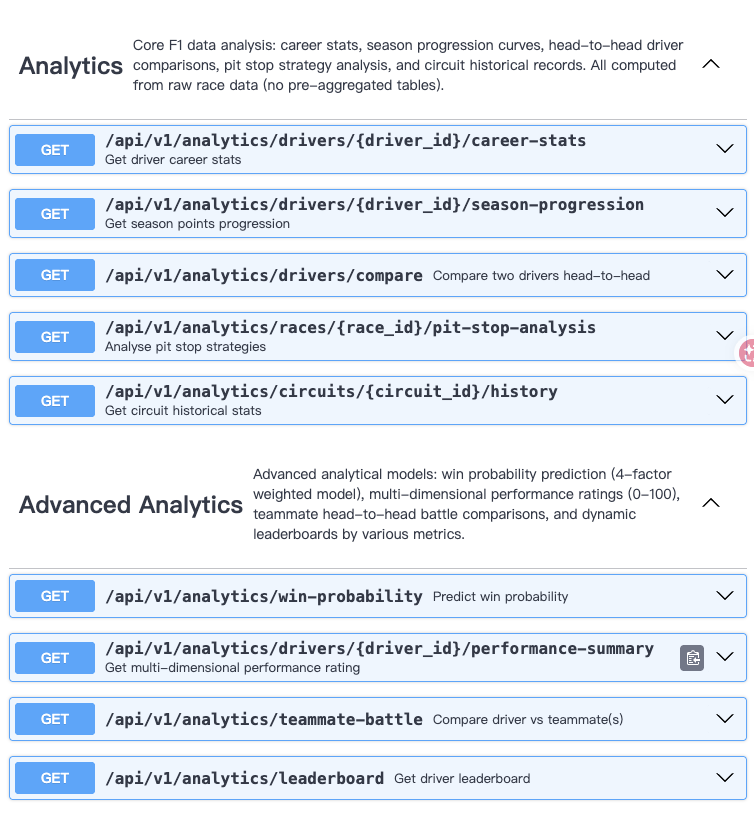 Analytics
Core F1 data analysis: career stats, season progression curves, head-to-head driver
comparisons, pit stop strategy analysis, and circuit historical records. All computed
from raw race data (no pre-aggregated tables).
GET /api/v1/analytics/drivers/{driver_id}/career-stats
Get driver career stats
GET /api/v1/analytics/drivers/{driver_id}/season-progression
Get season points progression
GET /api/v1/analytics/drivers/compare Compare two drivers head-to-head
GET /api/v1/analytics/races/{race_id}/pit-stop-analysis
Analyse pit stop strategies
GET /api/v1/analytics/circuits/{circuit_id}/history
Get circuit historical stats
Advanced Analytics
Advanced analytical models: win probability prediction (4-factor
weighted model), multi-dimensional performance ratings (0-100),
teammate head-to-head battle comparisons, and dynamic
leaderboards by various metrics.
GET /api/v1/analytics/win-probability Predict win probability
GET /api/v1/analytics/drivers/{driver_id}/performance-summary
Get multi-dimensional performance rating
GET /api/v1/analytics/teammate-battle Compare driver vs teammate(s)
GET /api/v1/analytics/leaderboard Get driver leaderboard